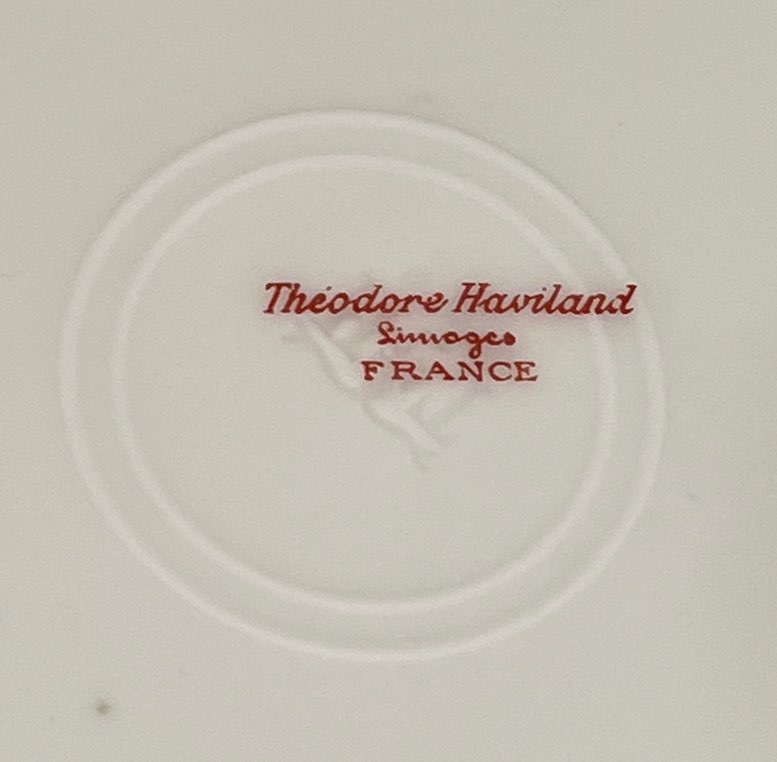 Théodore Haviland
Limoges
FRANCE